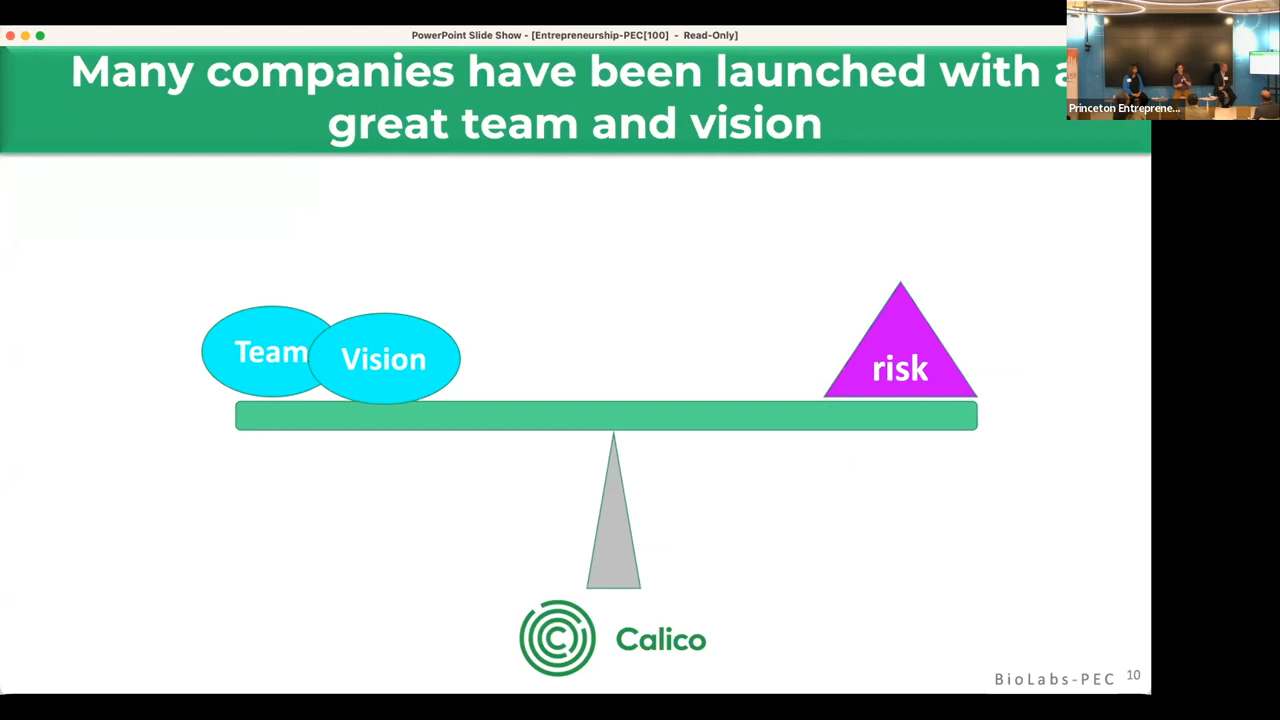 PowerPoint Slide Show - [Entrepreneurship-PEC[100] - Read-Only]
Many companies have been launched with a
great team and vision
Princeton Entreprene...
Team
Vision
risk
Calico
BioLabs-PEC 10